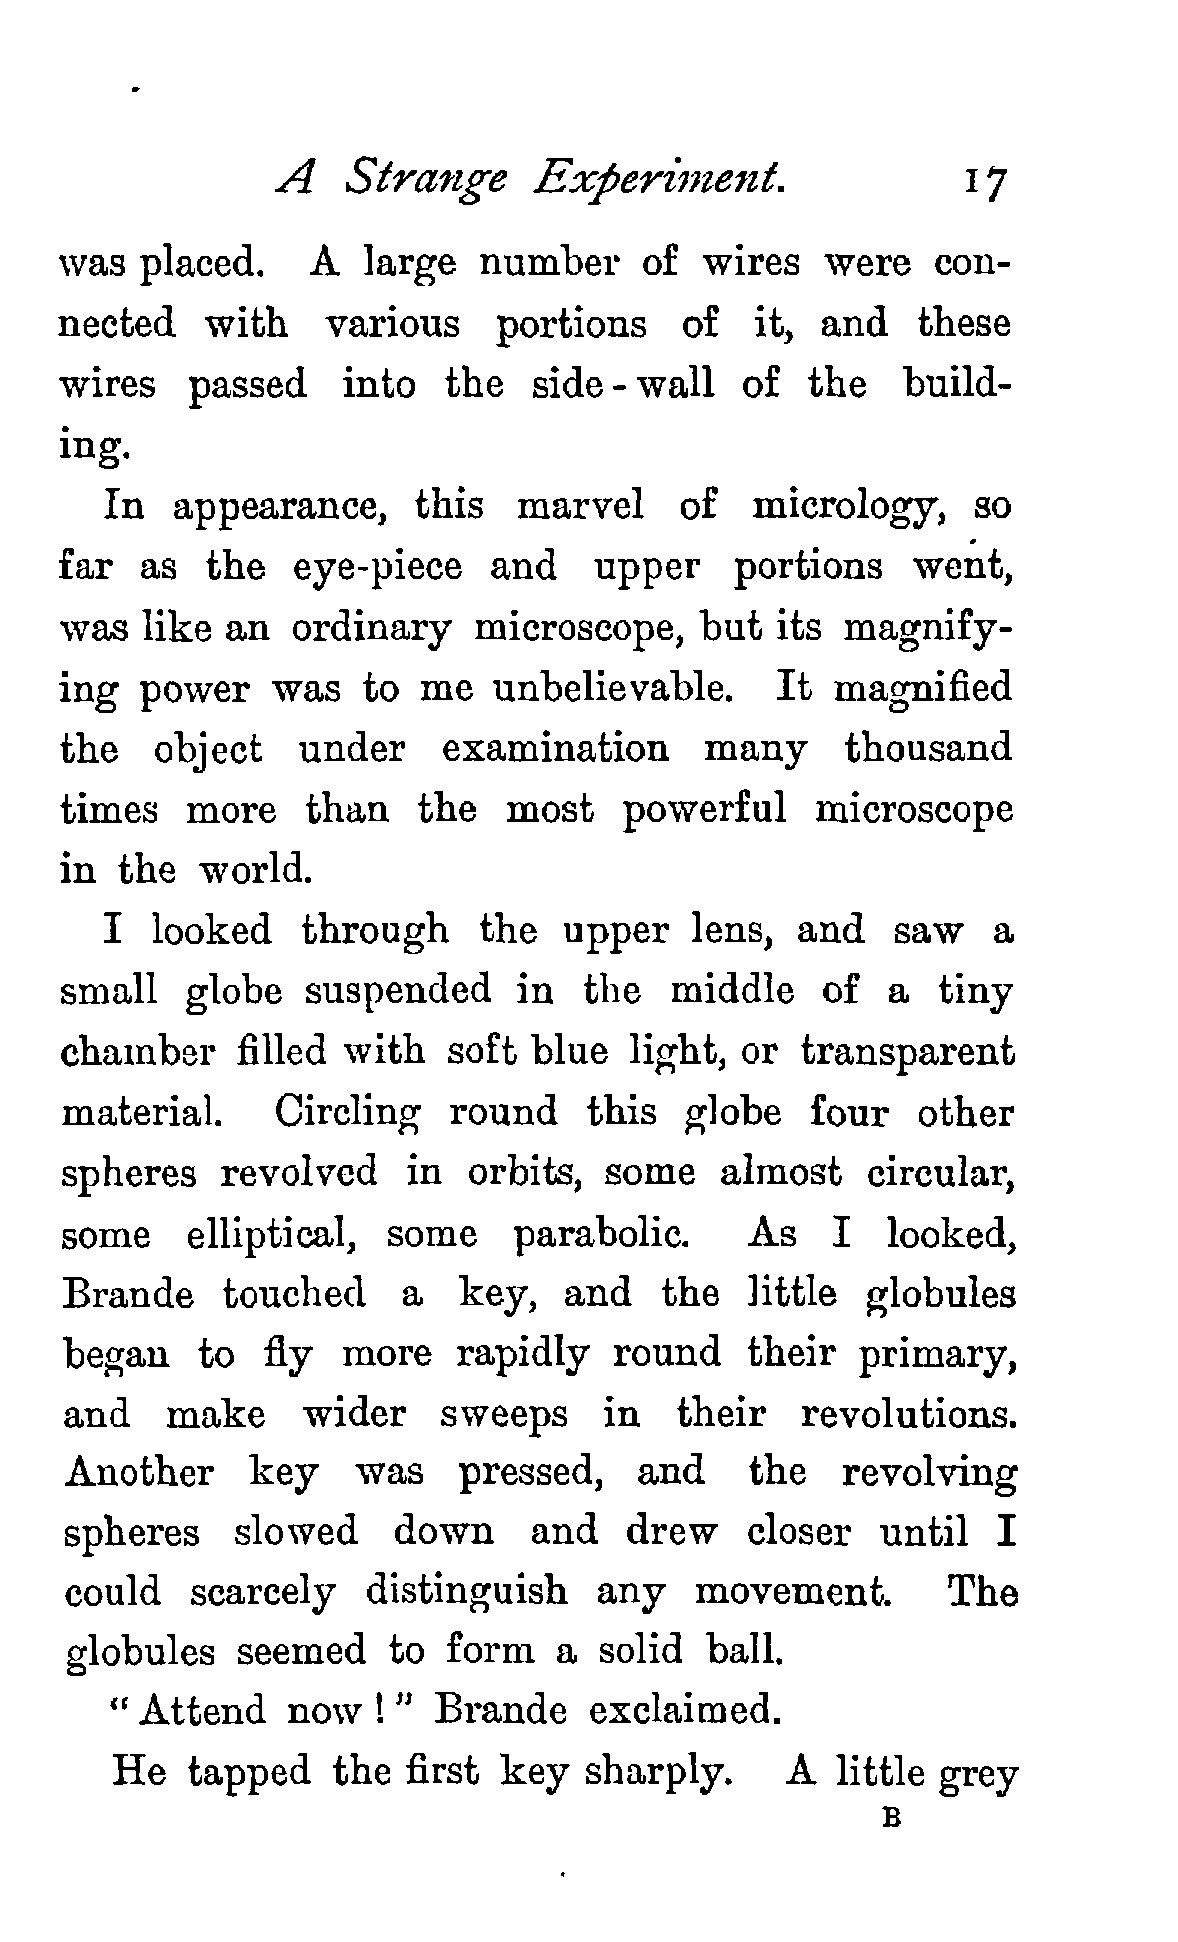 A Strange Experiment. 17
was placed. A large number of wires were con-
nected with various portions of it, and these
wires passed into the side-wall of the build-
ing.
In appearance, this marvel of micrology, so
far as the eye-piece and upper portions went,
was like an ordinary microscope, but its magnify-
ing power was to me unbelievable. It magnified
the object under examination many thousand
times more than the most powerful microscope
in the world.
I looked through the upper lens, and saw a
small globe suspended in the middle of a tiny
chamber filled with soft blue light, or transparent
material. Circling round this globe four other
spheres revolved in orbits, some almost circular,
some elliptical, some parabolic. As I looked,
Brande touched a key, and the little globules
began to fly more rapidly round their primary,
and make wider sweeps in their revolutions.
Another key was pressed, and the revolving
spheres slowed down and drew closer until I
could scarcely distinguish any movement. The
globules seemed to form a solid ball.
"Attend now!" Brande exclaimed.
He tapped the first key sharply. A little grey
B